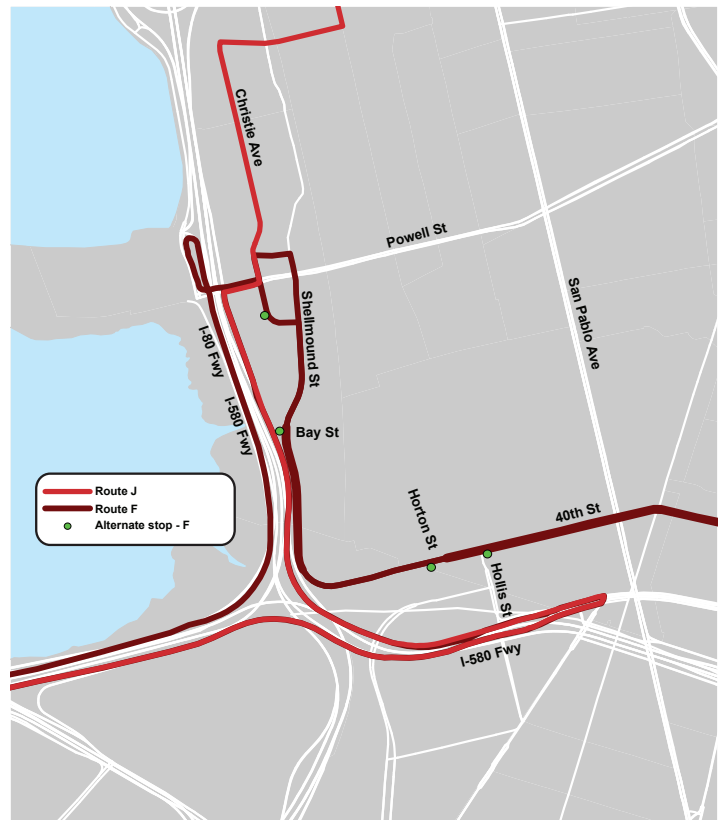 Christie Ave
Powell St
San Pablo Ave
Shellmound St
I-80 Fwy
I-580 Fwy
Bay St
Route J
Route F
Alternate stop - F
Horton St
40th St
Hollis St
I-580 Fwy